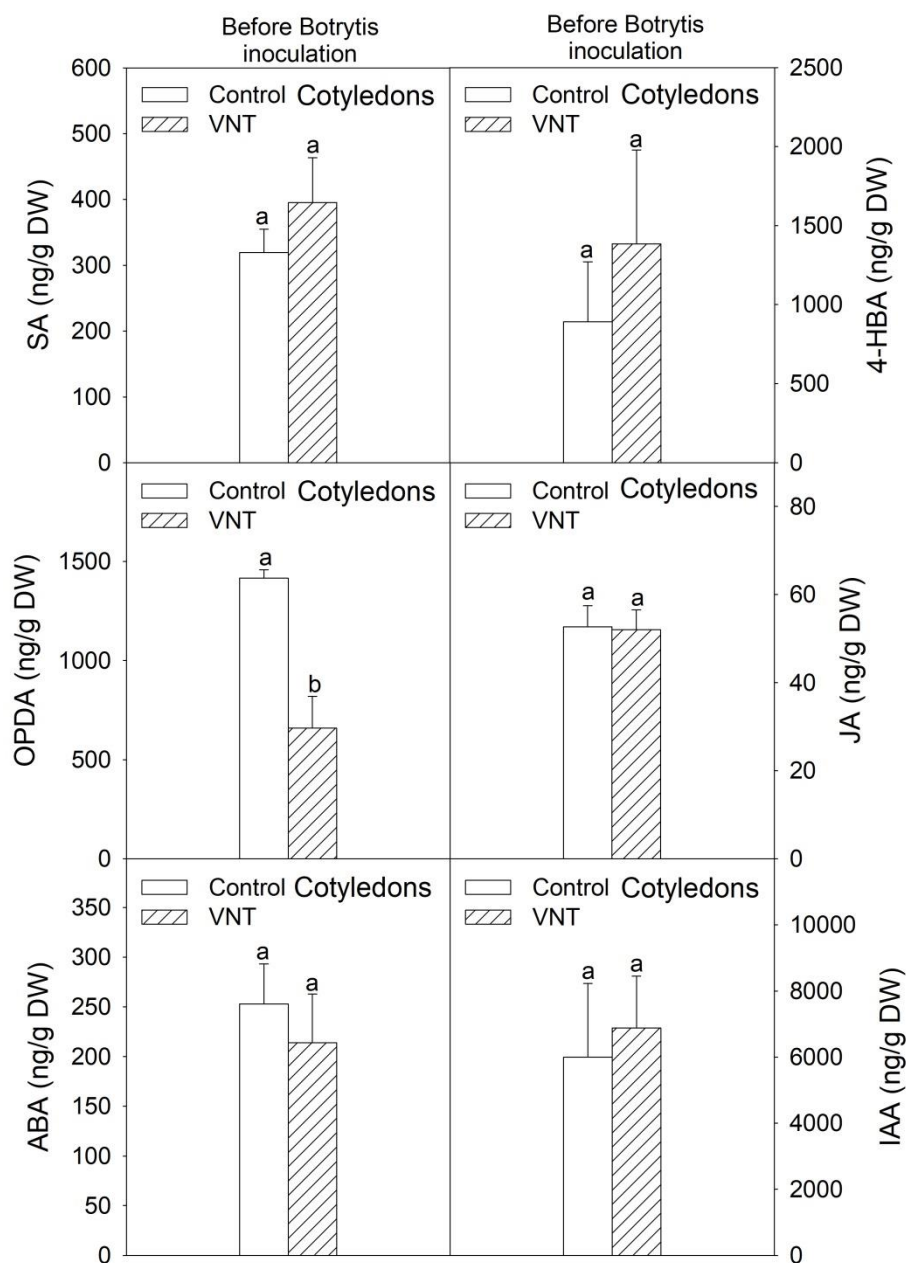 Before Botrytis
inoculation
Before Botrytis
inoculation
SA (ng/g DW)
600
500
400
300
200
100
0
Control Cotyledons
VNT
a
a
Control Cotyledons
VNT
a
a
2500
2000
1500
1000
500
0
4-HBA (ng/g DW)
OPDA (ng/g DW)
1500
1000
500
0
Control Cotyledons
VNT
a
b
Control Cotyledons
VNT
a
a
80
60
40
20
0
JA (ng/g DW)
ABA (ng/g DW)
350
300
250
200
150
100
50
0
Control Cotyledons
VNT
a
a
Control Cotyledons
VNT
a
a
10000
8000
6000
4000
2000
0
IAA (ng/g DW)